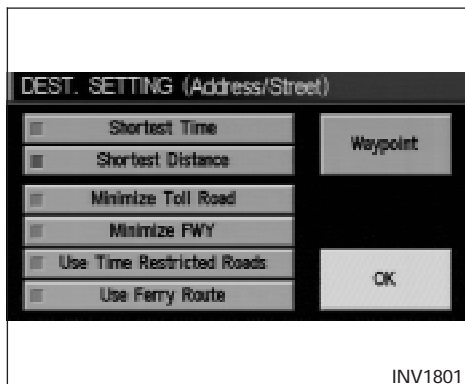 DEST. SETTING (Address/Street)
Shortest Time
Shortest Distance
Minimize Toll Road
Minimize FWY
Use Time Restricted Roads
Use Ferry Route
Waypoint
OK
INV1801